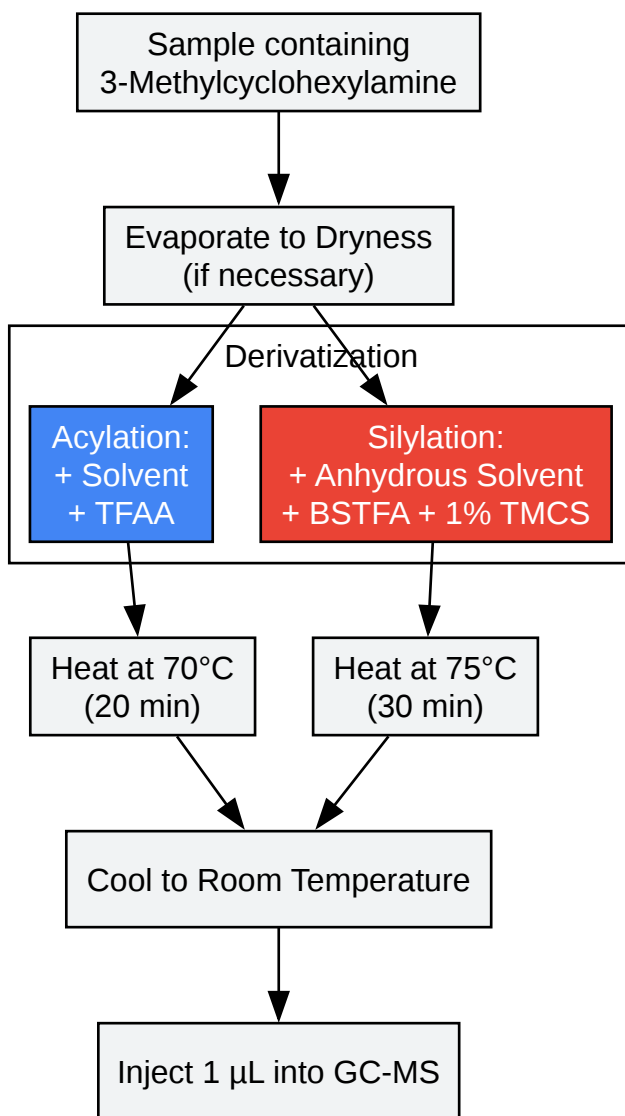 Sample containing
3-Methylcyclohexylamine
Evaporate to Dryness
(if necessary)
Derivatization
Acylation:
+ Solvent
+ TFAA
Silylation:
+ Anhydrous Solvent
+ BSTFA + 1% TMCS
Heat at 70°C
(20 min)
Heat at 75°C
(30 min)
Cool to Room Temperature
Inject 1 µL into GC-MS